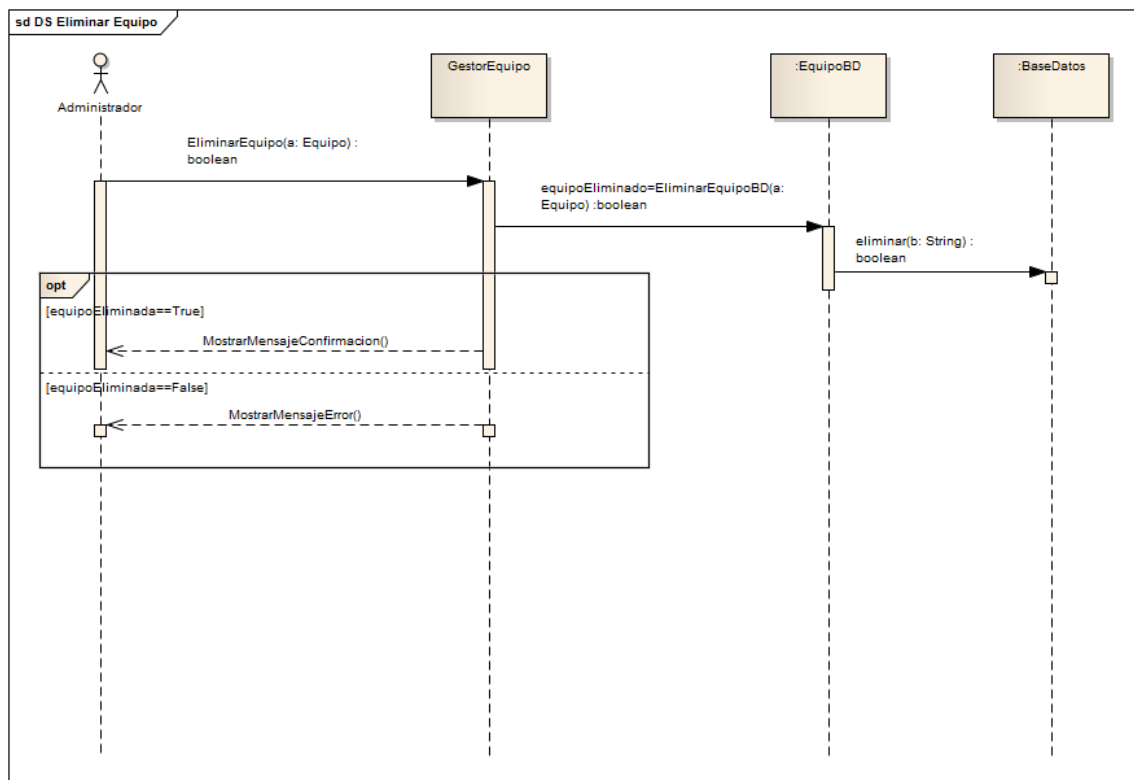 sd DS Eliminar Equipo
Administrador
GestorEquipo
:EquipoBD
:BaseDatos
EliminarEquipo(a: Equipo) :
boolean
equipoEliminado=EliminarEquipoBD(a:
Equipo) :boolean
eliminar(b: String) :
boolean
opt
[equipoEliminada==True]
MostrarMensajeConfirmacion()
[equipoEliminada==False]
MostrarMensajeError()